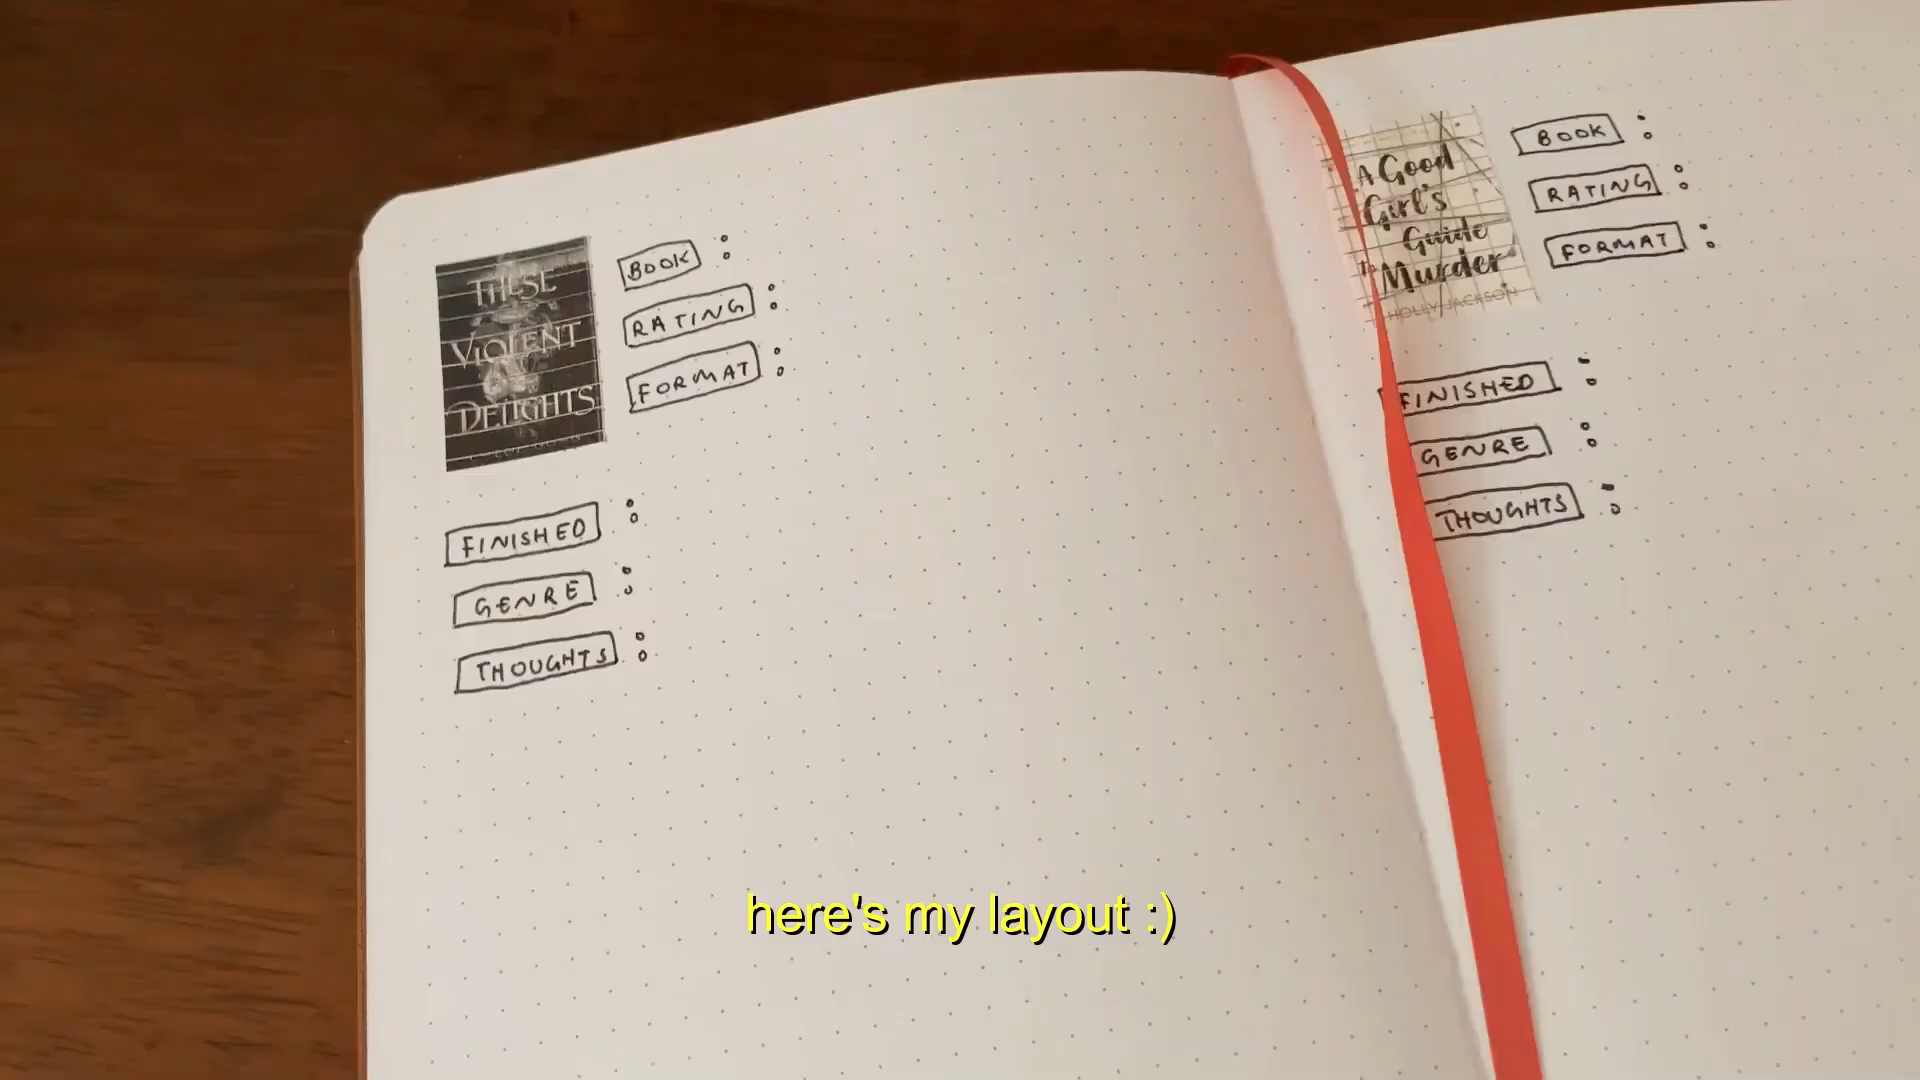 THESE
VIOLENT
DELIGHTS
BOOK :
RATING :
FORMAT :
FINISHED :
GENRE :
THOUGHTS :
A Good
Girl's
Guide
To Murder
HOLLY JACKSON
BOOK :
RATING :
FORMAT :
FINISHED :
GENRE :
THOUGHTS :
here's my layout :)